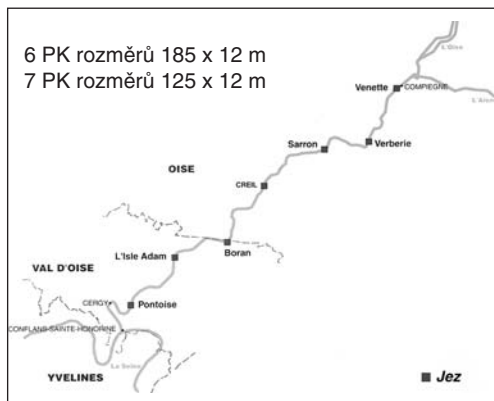 6 PK rozměrů 185 x 12 m
7 PK rozměrů 125 x 12 m
L'Oise
Venette
COMPIEGNE
L'Aisne
Sarron
Verberie
OISE
CREIL
L'Isle Adam
Boran
VAL D'OISE
CERGY
Pontoise
CONFLANS-SAINTE-HONORINE
La Seine
YVELINES
Jez